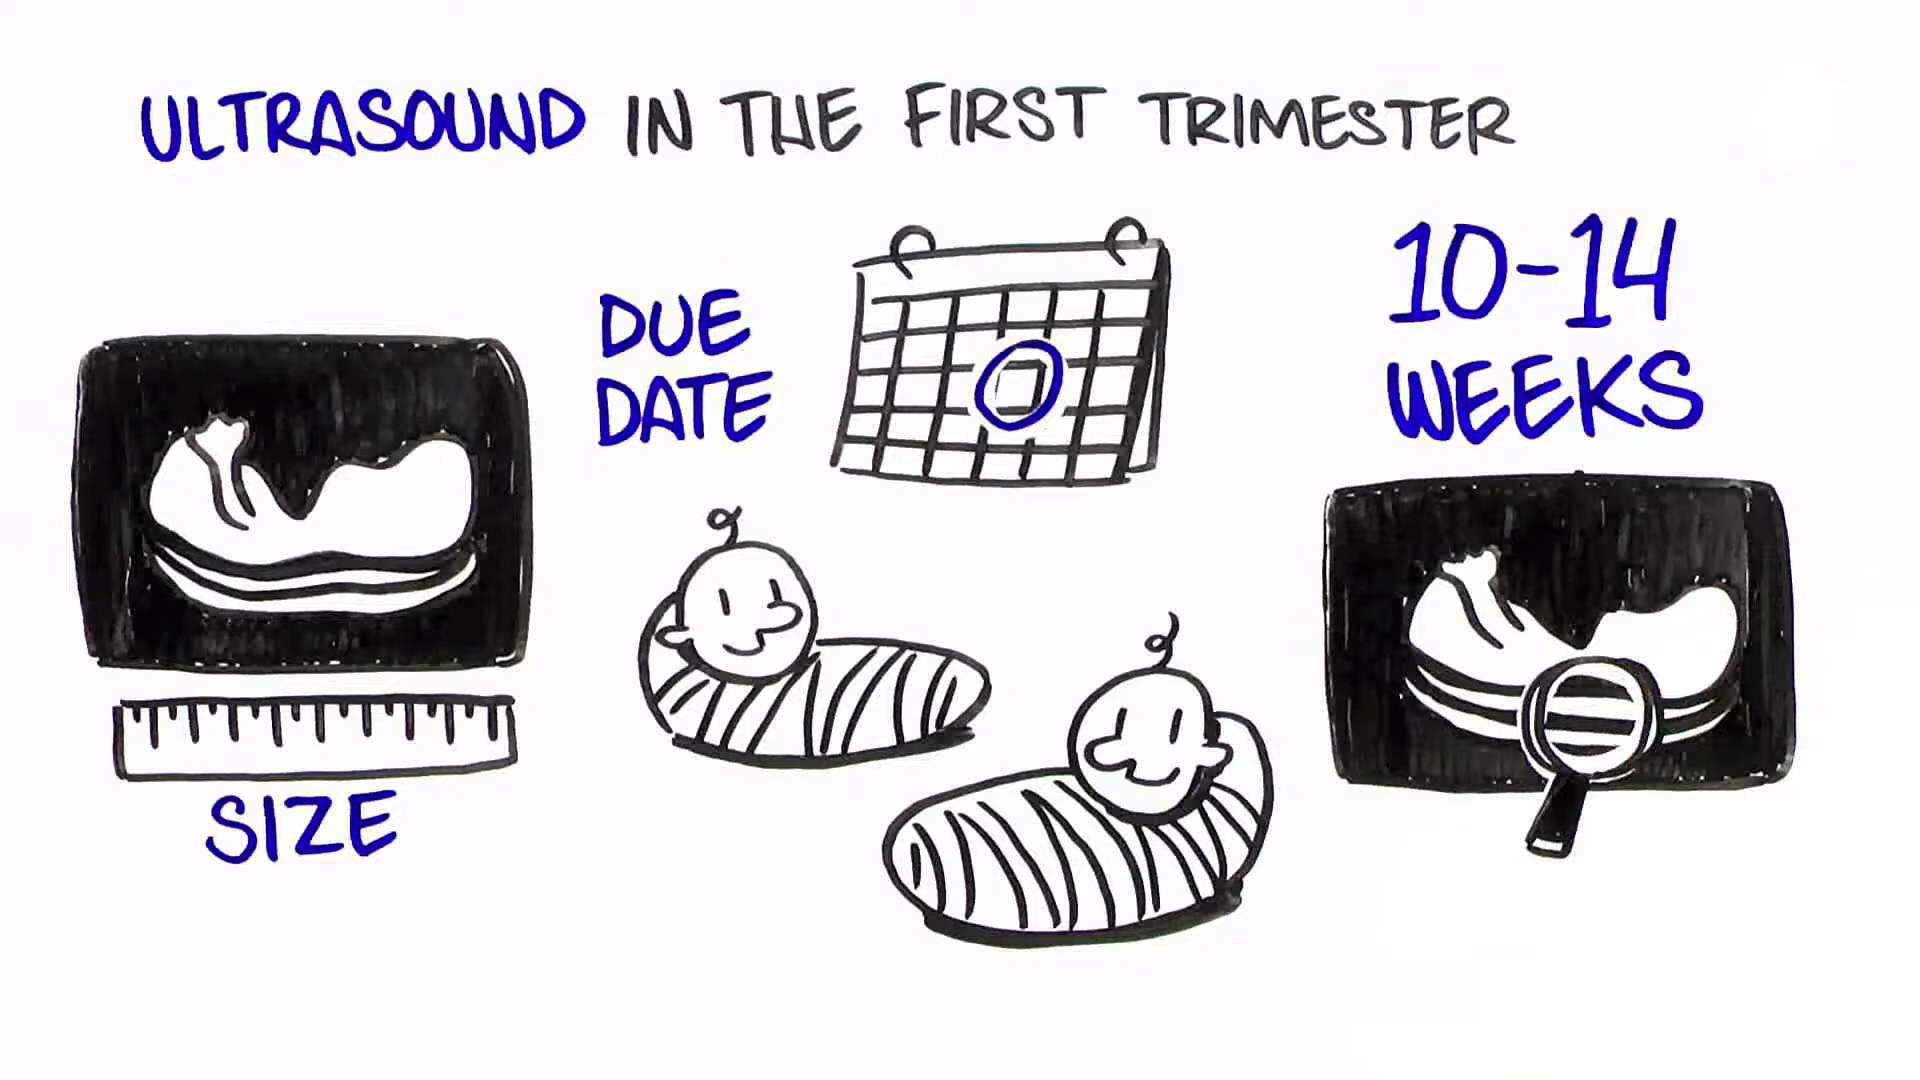 ULTRASOUND IN THE FIRST TRIMESTER
DUE
DATE
10-14
WEEKS
SIZE